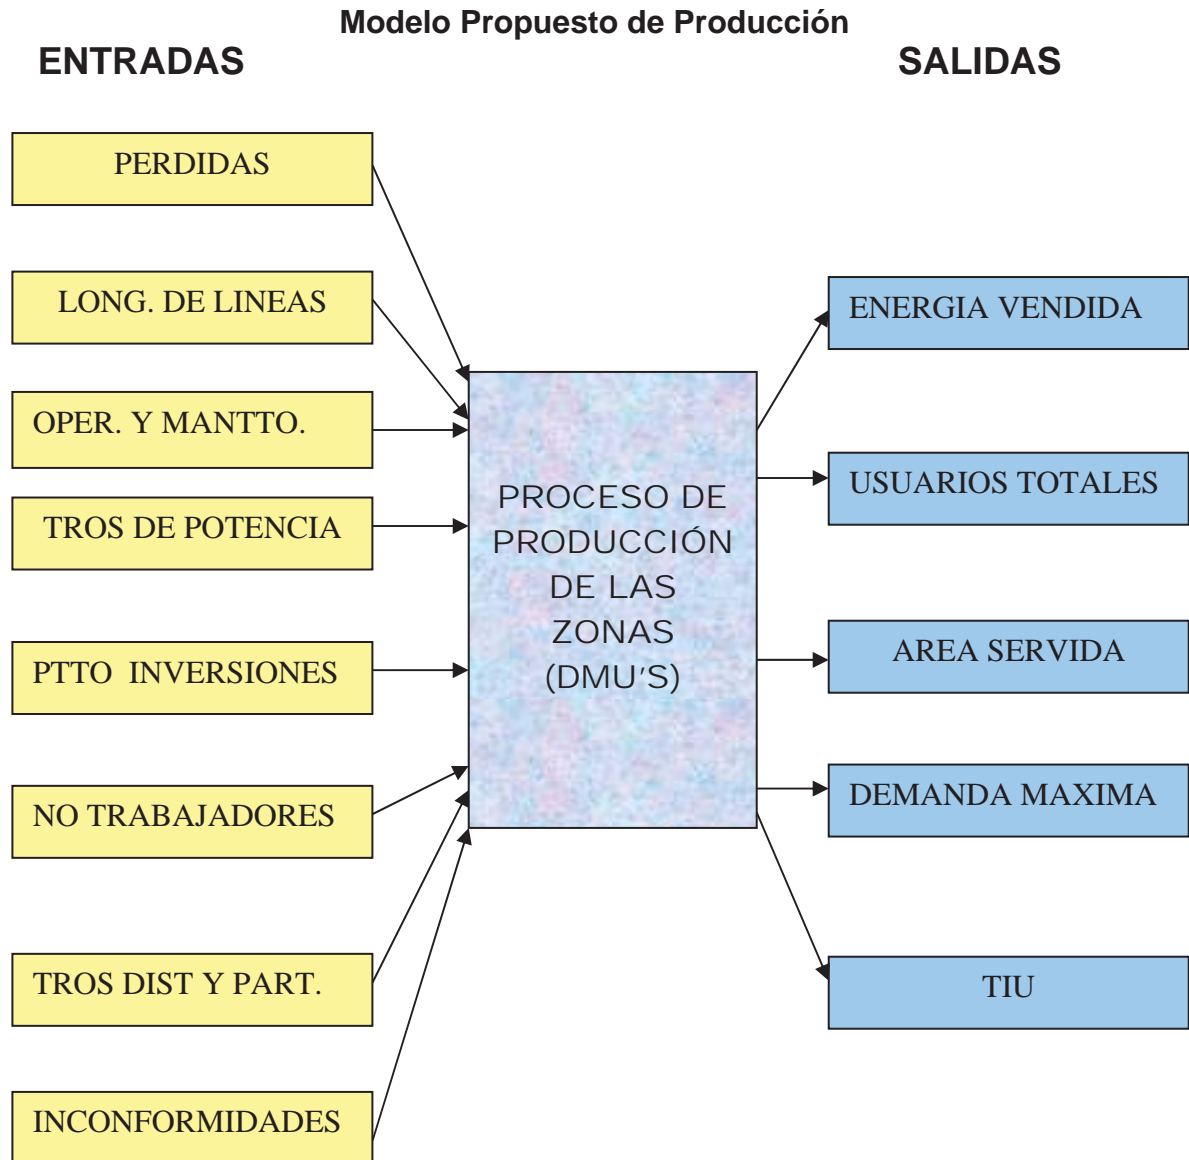 Modelo Propuesto de Producción
ENTRADAS
SALIDAS
PERDIDAS
LONG. DE LINEAS
OPER. Y MANTTO.
TROS DE POTENCIA
PTTO INVERSIONES
NO TRABAJADORES
TROS DIST Y PART.
INCONFORMIDADES
PROCESO DE
PRODUCCIÓN
DE LAS
ZONAS
(DMU'S)
ENERGIA VENDIDA
USUARIOS TOTALES
AREA SERVIDA
DEMANDA MAXIMA
TIU